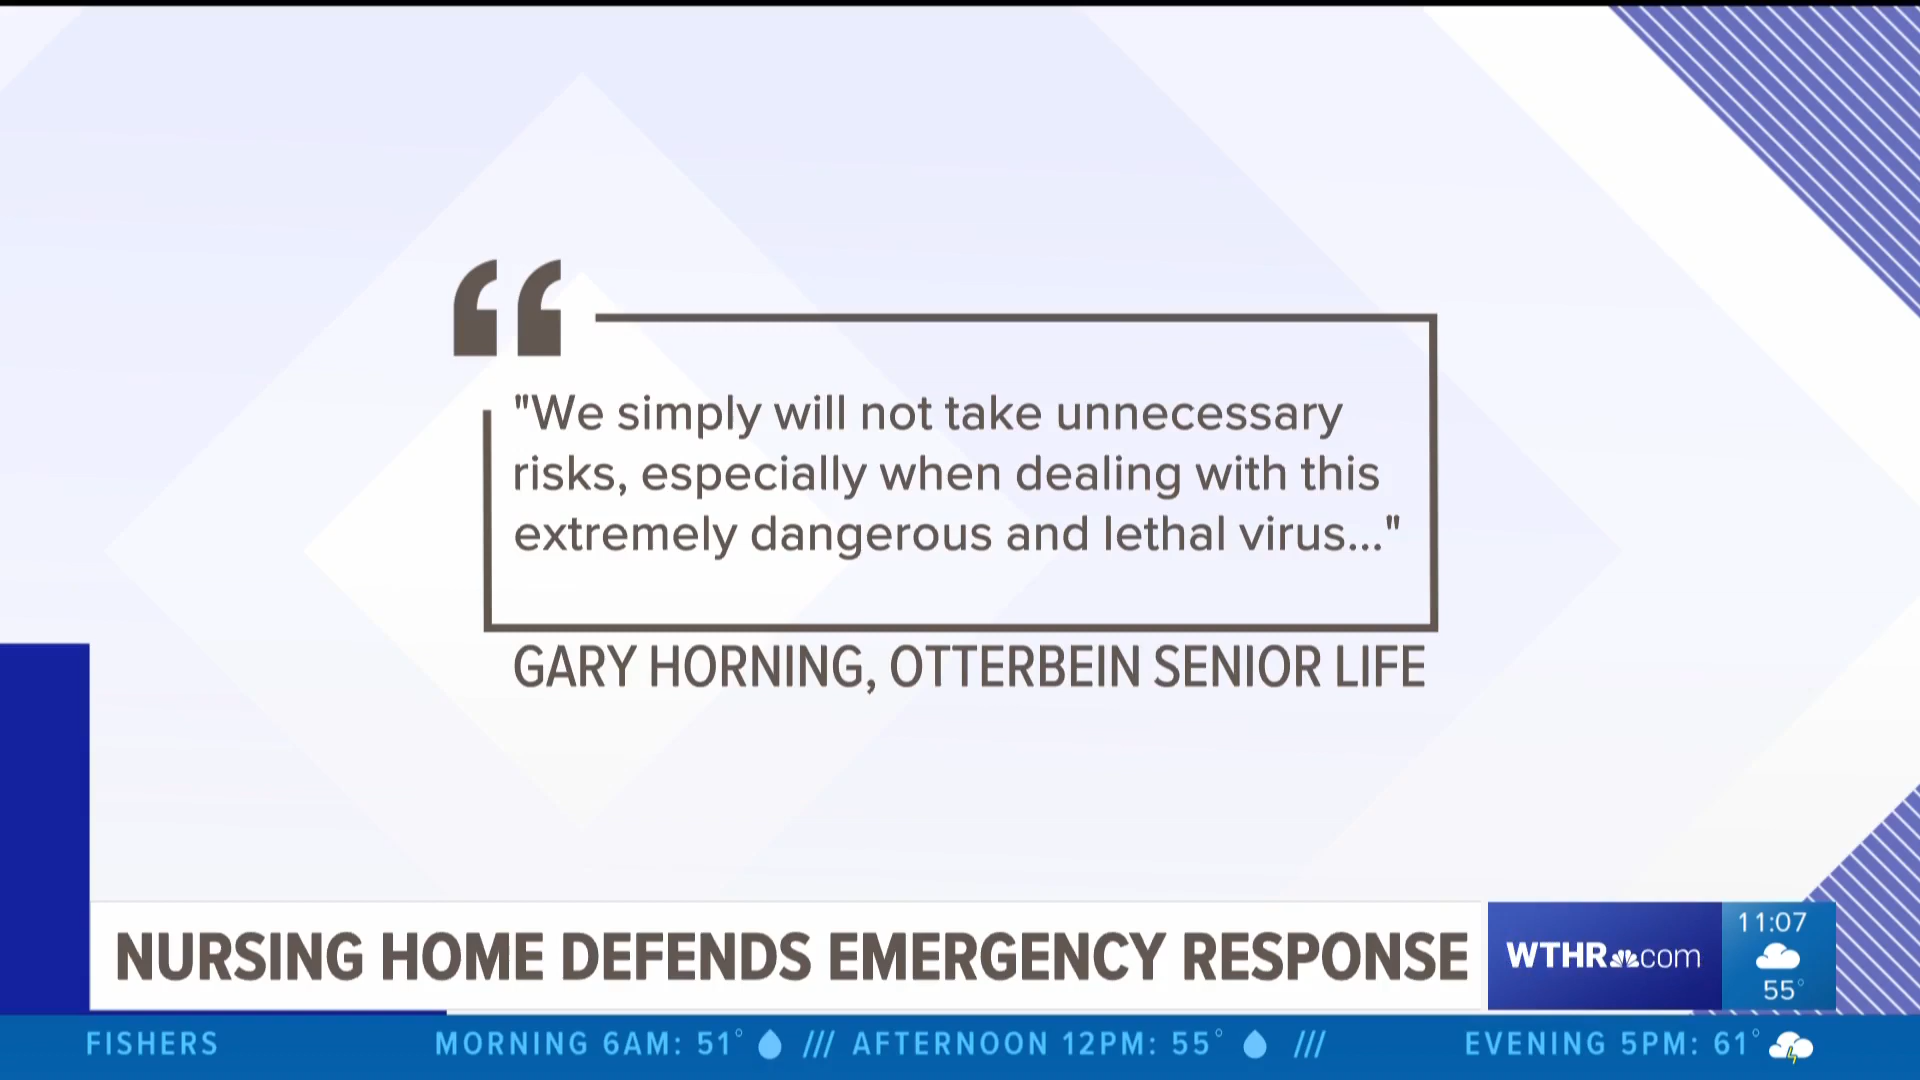 "We simply will not take unnecessary
risks, especially when dealing with this
extremely dangerous and lethal virus..."
GARY HORNING, OTTERBEIN SENIOR LIFE
NURSING HOME DEFENDS EMERGENCY RESPONSE
WTHR.com
11:07
55°
FISHERS MORNING 6AM: 51° /// AFTERNOON 12PM: 55° /// EVENING 5PM: 61°